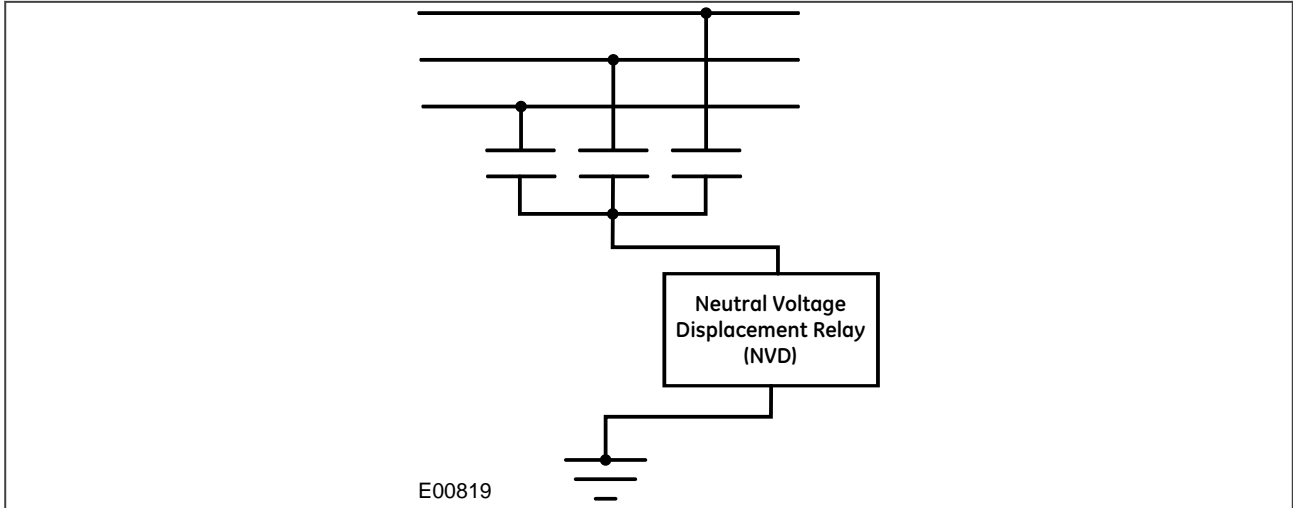 Neutral Voltage
Displacement Relay
(NVD)
E00819